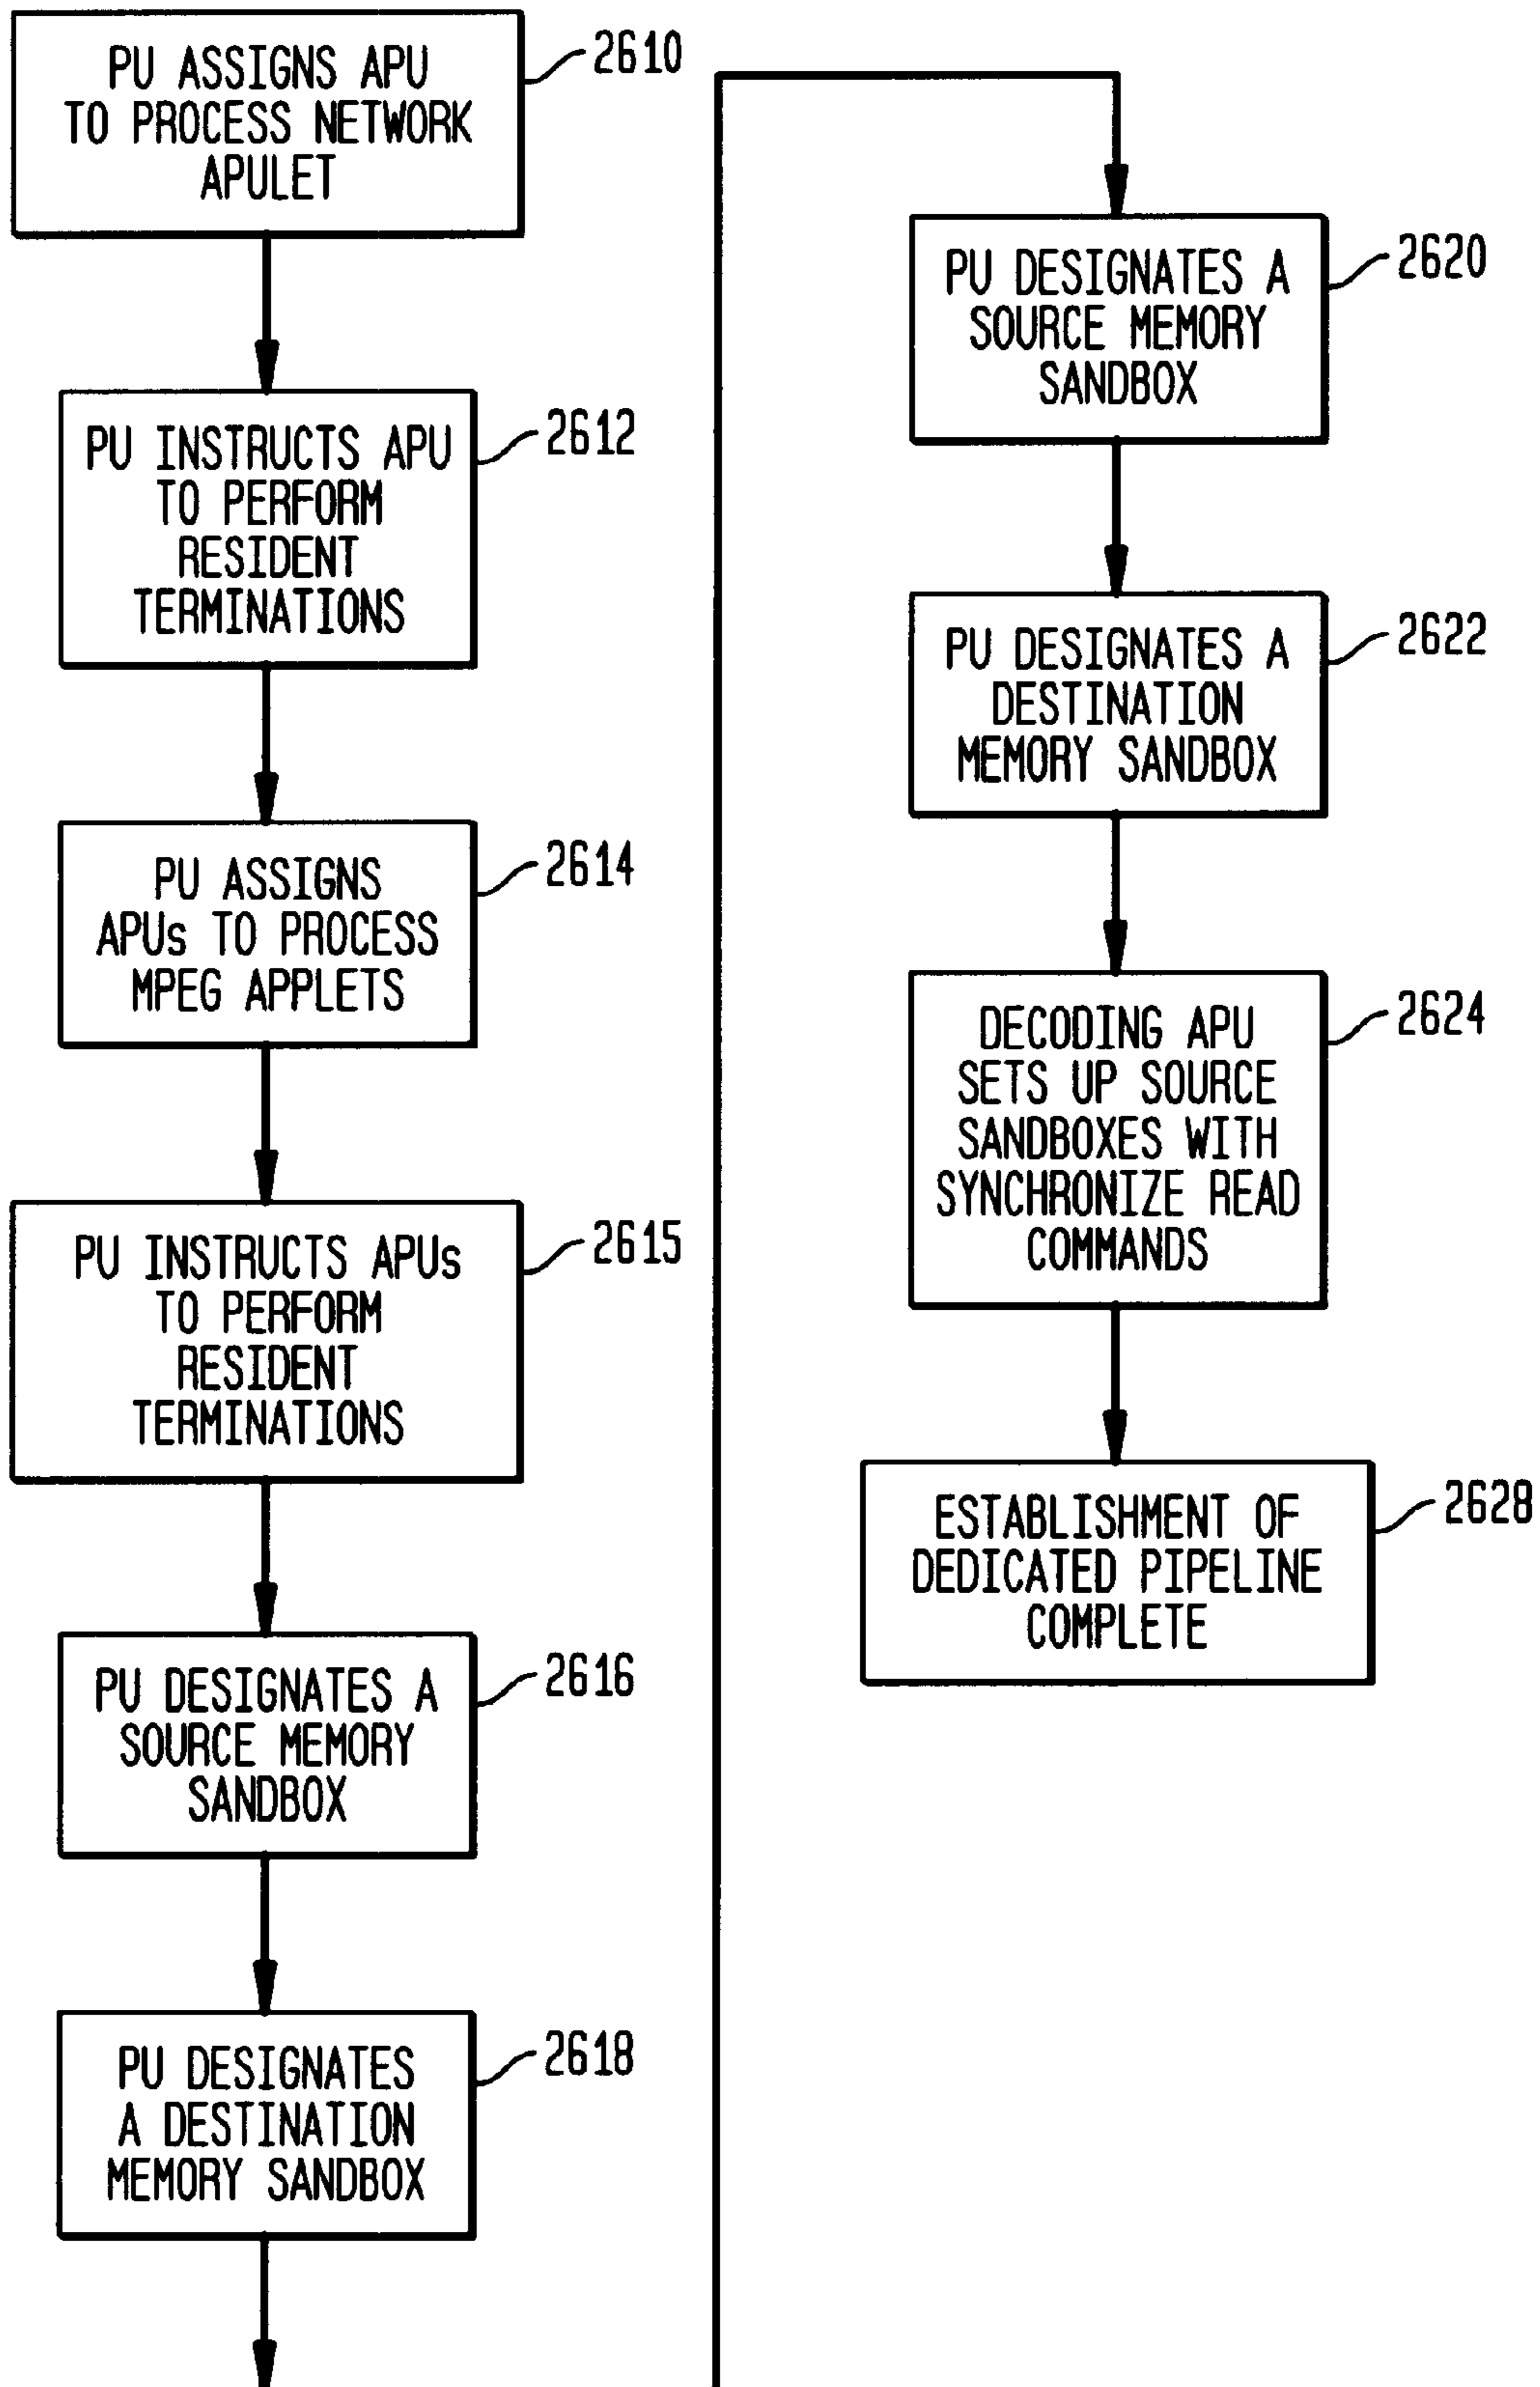 PU ASSIGNS APU
TO PROCESS NETWORK
APULET
2610
PU INSTRUCTS APU
TO PERFORM
RESIDENT
TERMINATIONS
2612
PU ASSIGNS
APUs TO PROCESS
MPEG APPLETS
2614
PU INSTRUCTS APUs
TO PERFORM
RESIDENT
TERMINATIONS
2615
PU DESIGNATES A
SOURCE MEMORY
SANDBOX
2616
PU DESIGNATES
A DESTINATION
MEMORY SANDBOX
2618
PU DESIGNATES A
SOURCE MEMORY
SANDBOX
2620
PU DESIGNATES A
DESTINATION
MEMORY SANDBOX
2622
DECODING APU
SETS UP SOURCE
SANDBOXES WITH
SYNCHRONIZE READ
COMMANDS
2624
ESTABLISHMENT OF
DEDICATED PIPELINE
COMPLETE
2628